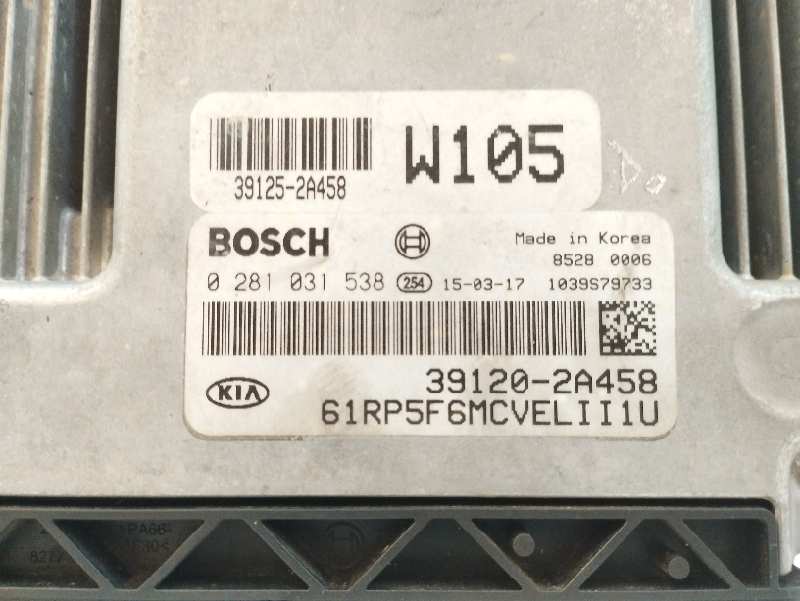 W105
39125-2A458
BOSCH
Made in Korea
8528 0006
0 281 031 538 254 15-03-17 1039S79733
39120-2A458
KIA
61RP5F6MCVELII1U